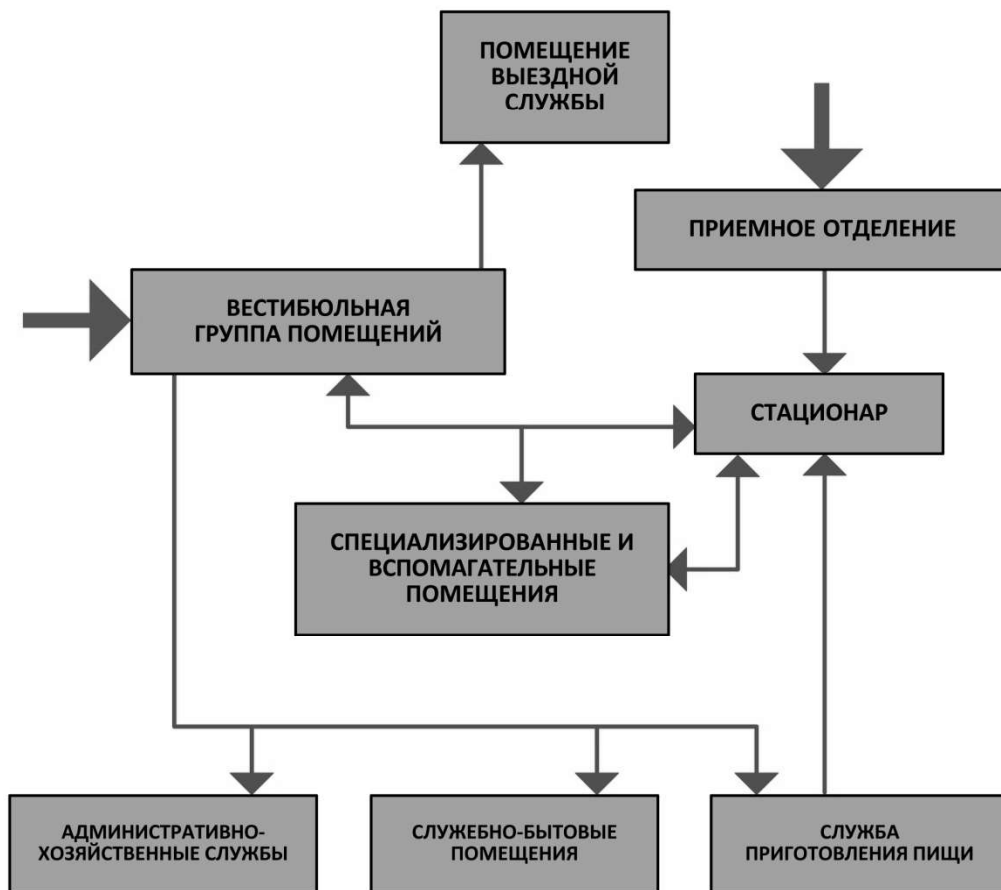 ПОМЕЩЕНИЕ
ВЫЕЗДНОЙ
СЛУЖБЫ
ПРИЕМНОЕ ОТДЕЛЕНИЕ
ВЕСТИБЮЛЬНАЯ
ГРУППА ПОМЕЩЕНИЙ
СТАЦИОНАР
СПЕЦИАЛИЗИРОВАННЫЕ И
ВСПОМАГАТЕЛЬНЫЕ
ПОМЕЩЕНИЯ
АДМИНИСТРАТИВНО-
ХОЗЯЙСТВЕННЫЕ СЛУЖБЫ
СЛУЖЕБНО-БЫТОВЫЕ
ПОМЕЩЕНИЯ
СЛУЖБА
ПРИГОТОВЛЕНИЯ ПИЩИ